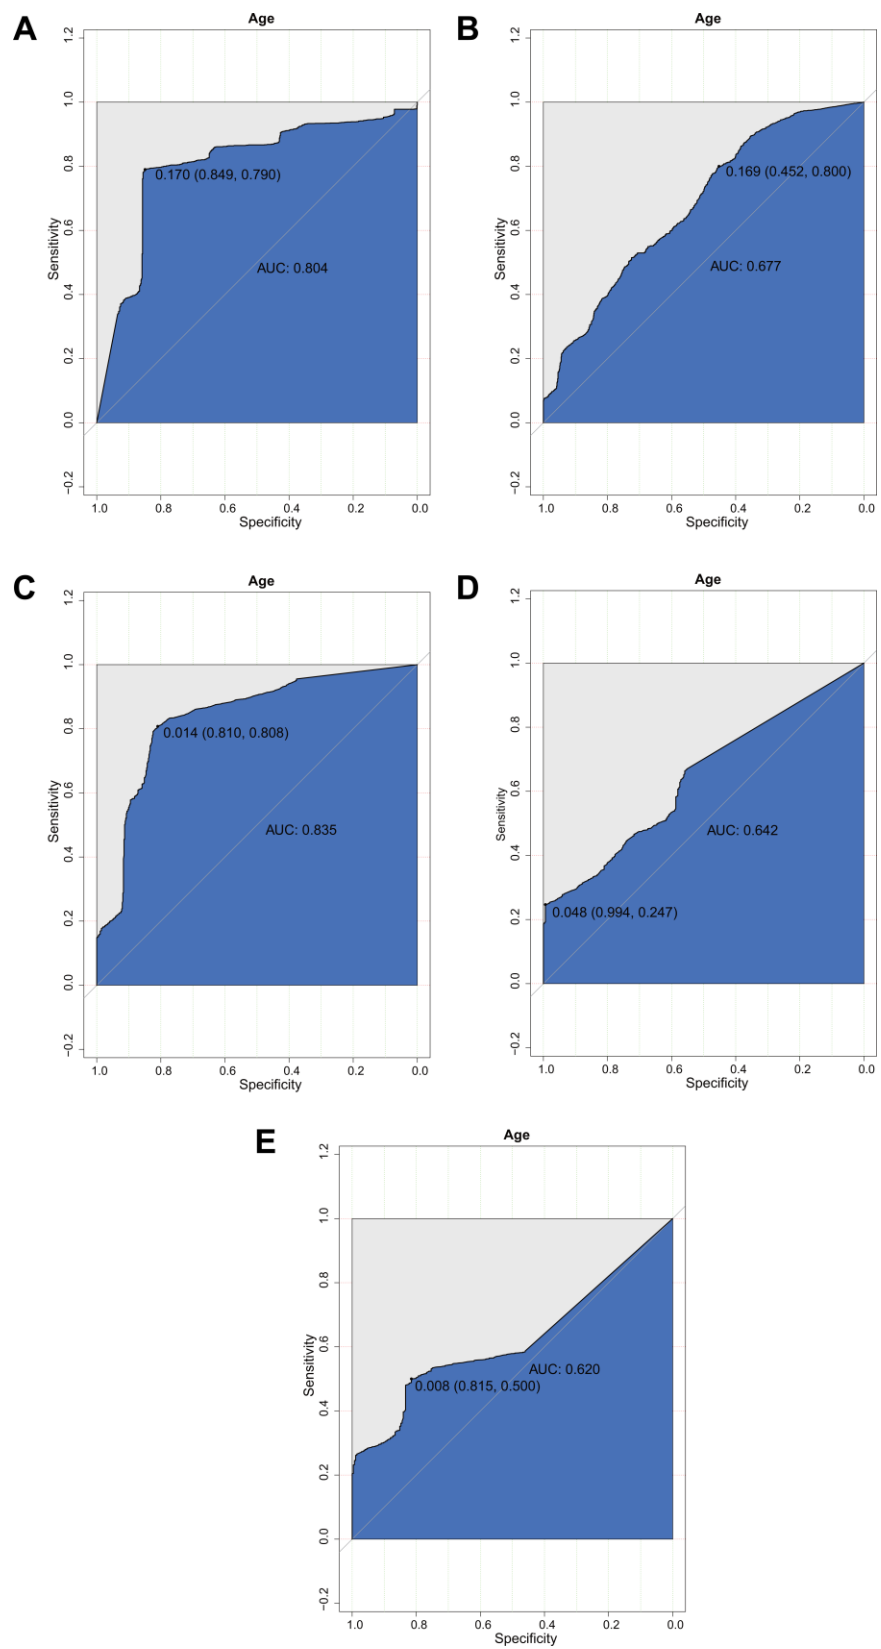 A
Age
1.2
1.0
0.8
0.6
0.4
0.2
0.0
−0.2
Sensitivity
0.170 (0.849, 0.790)
AUC: 0.804
1.0 0.8 0.6 0.4 0.2 0.0
Specificity
B
Age
1.2
1.0
0.8
0.6
0.4
0.2
0.0
−0.2
Sensitivity
0.169 (0.452, 0.800)
AUC: 0.677
1.0 0.8 0.6 0.4 0.2 0.0
Specificity
C
Age
1.2
1.0
0.8
0.6
0.4
0.2
0.0
−0.2
Sensitivity
0.014 (0.810, 0.808)
AUC: 0.835
1.0 0.8 0.6 0.4 0.2 0.0
Specificity
D
Age
1.2
1.0
0.8
0.6
0.4
0.2
0.0
−0.2
Sensitivity
AUC: 0.642
0.048 (0.994, 0.247)
1.0 0.8 0.6 0.4 0.2 0.0
Specificity
E
Age
1.2
1.0
0.8
0.6
0.4
0.2
0.0
−0.2
Sensitivity
AUC: 0.620
0.008 (0.815, 0.500)
1.0 0.8 0.6 0.4 0.2 0.0
Specificity